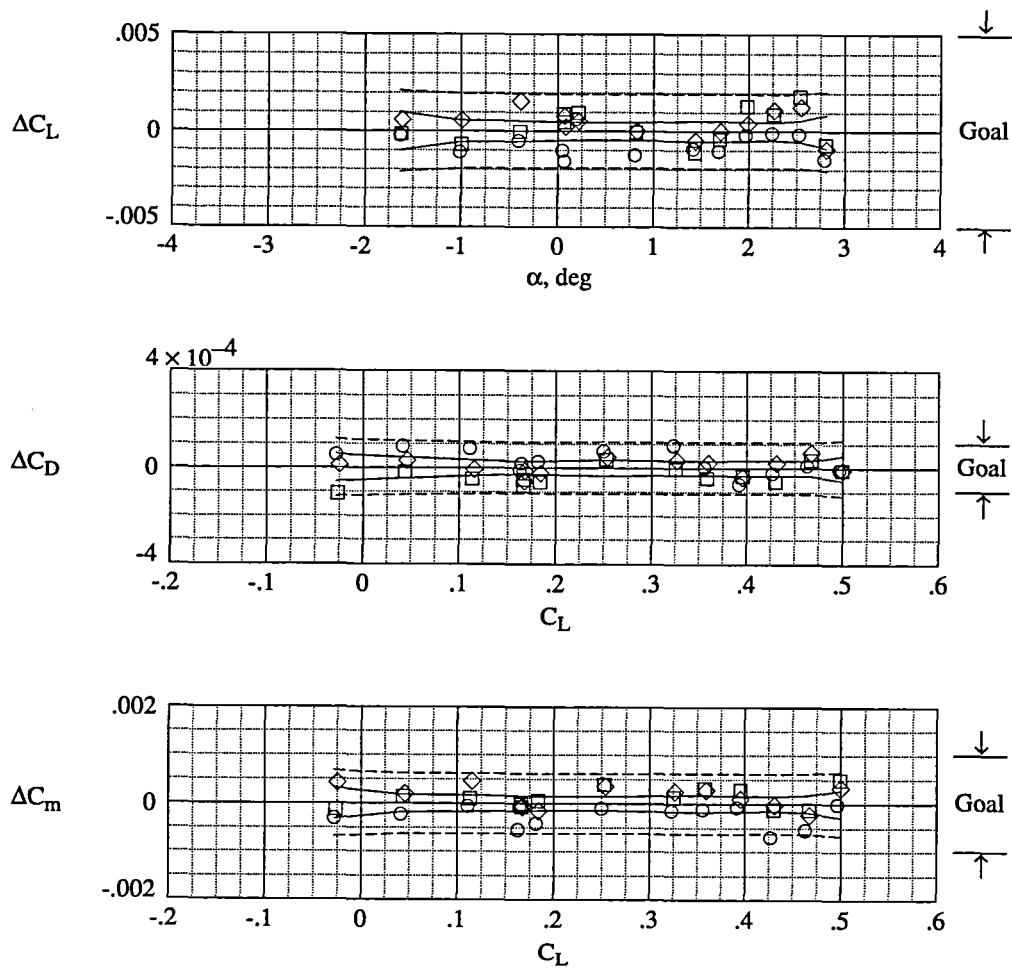 .005
ΔC_L
0
-.005
-4 -3 -2 -1 0 1 2 3 4
α, deg
Goal
4 × 10⁻⁴
ΔC_D
0
-4
-.2 -.1 0 .1 .2 .3 .4 .5 .6
C_L
Goal
.002
ΔC_m
0
-.002
-.2 -.1 0 .1 .2 .3 .4 .5 .6
C_L
Goal